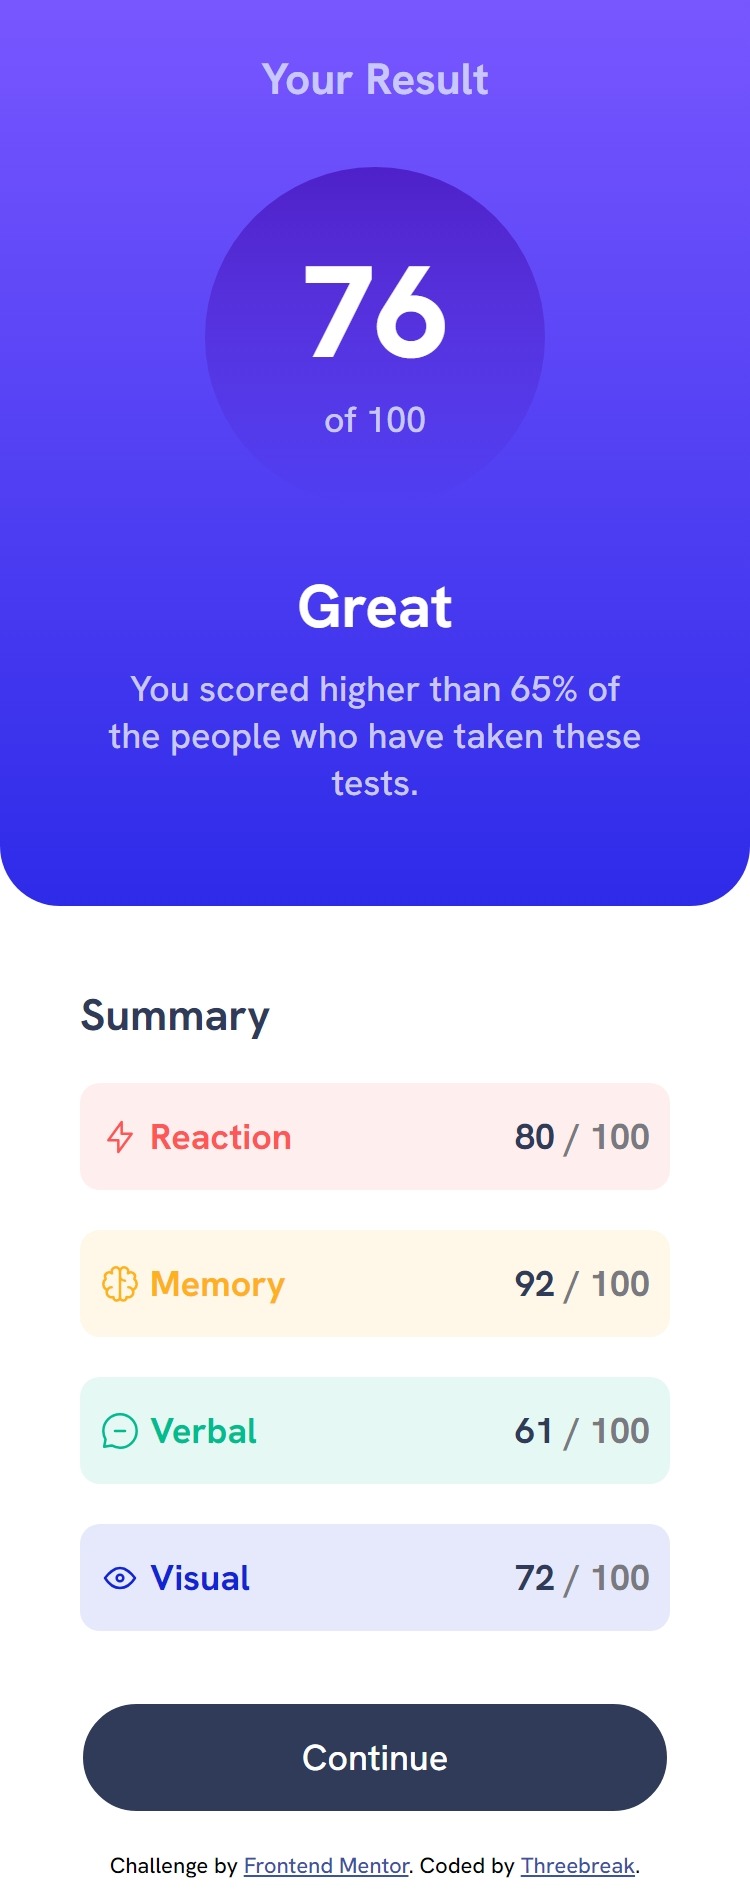 Your Result
76
of 100
Great
You scored higher than 65% of
the people who have taken these
tests.
Summary
Reaction 80 / 100
Memory 92 / 100
Verbal 61 / 100
Visual 72 / 100
Continue
Challenge by Frontend Mentor. Coded by Threebreak.